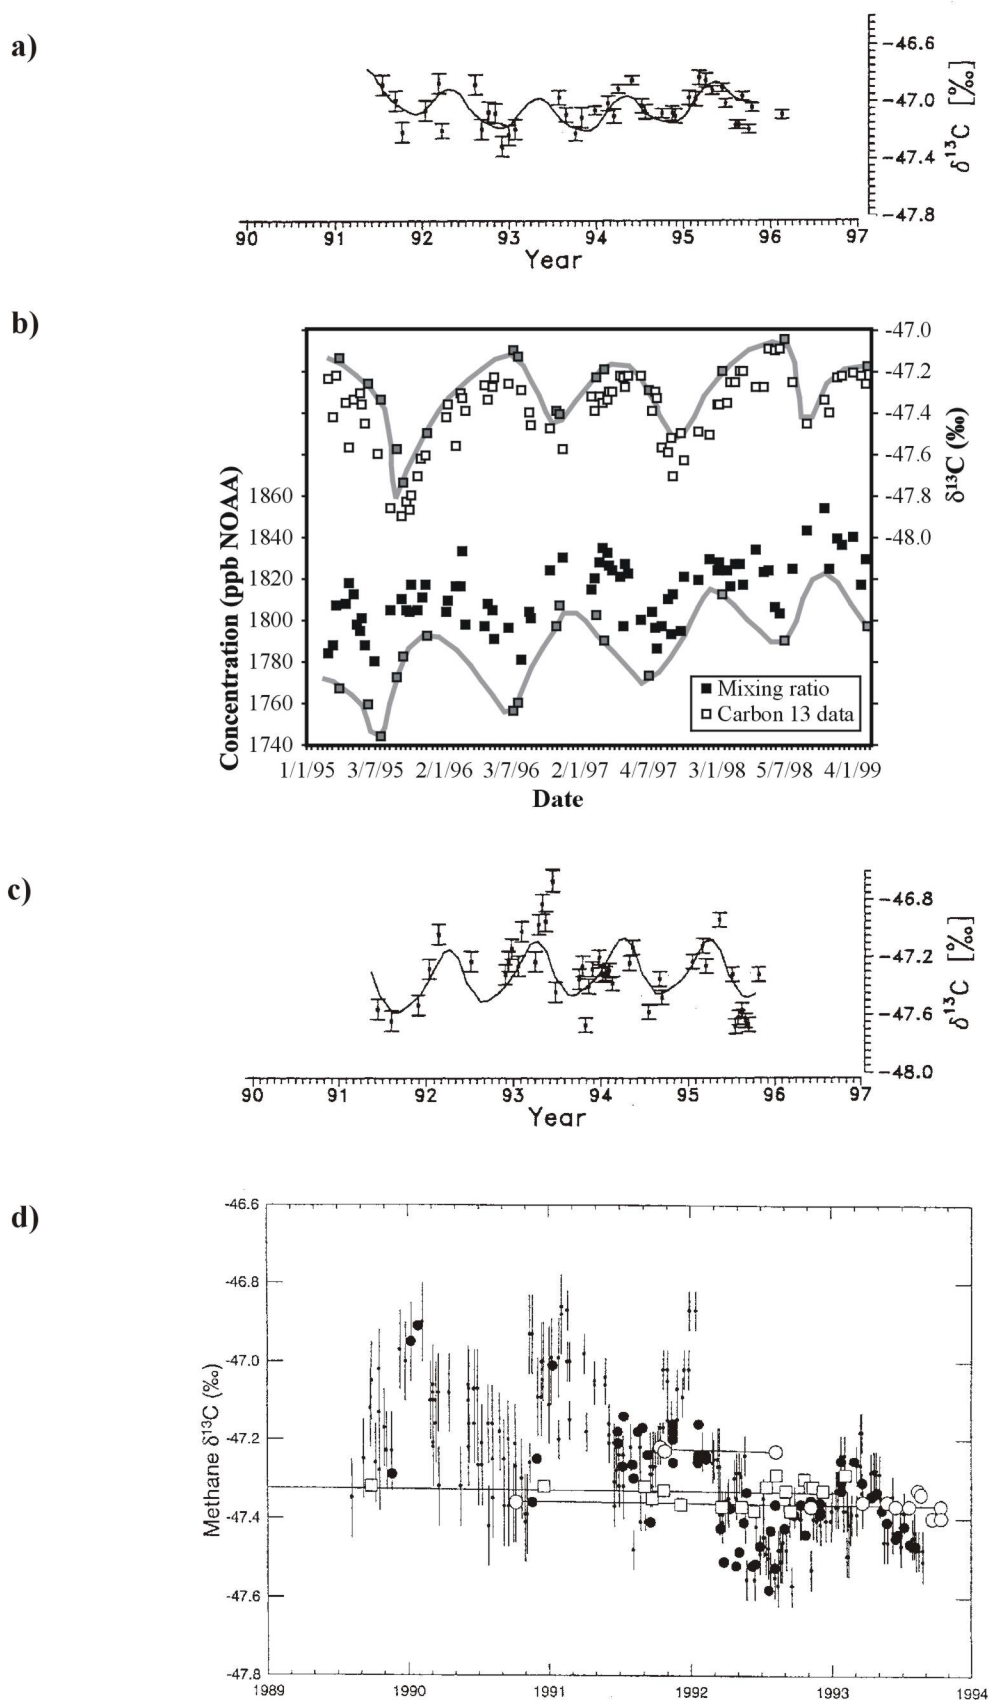 a)
-46.6
-47.0
-47.4
-47.8
δ13C [‰]
90 91 92 93 94 95 96 97
Year
b)
Concentration (ppb NOAA)
1860
1840
1820
1800
1780
1760
1740
-47.0
-47.2
-47.4
-47.6
-47.8
-48.0
δ13C (‰)
Mixing ratio
Carbon 13 data
1/1/95 3/7/95 2/1/96 3/7/96 2/1/97 4/7/97 3/1/98 5/7/98 4/1/99
Date
c)
-46.8
-47.2
-47.6
-48.0
δ13C [‰]
90 91 92 93 94 95 96 97
Year
d)
Methane δ13C (‰)
-46.6
-46.8
-47.0
-47.2
-47.4
-47.6
-47.8
1989 1990 1991 1992 1993 1994